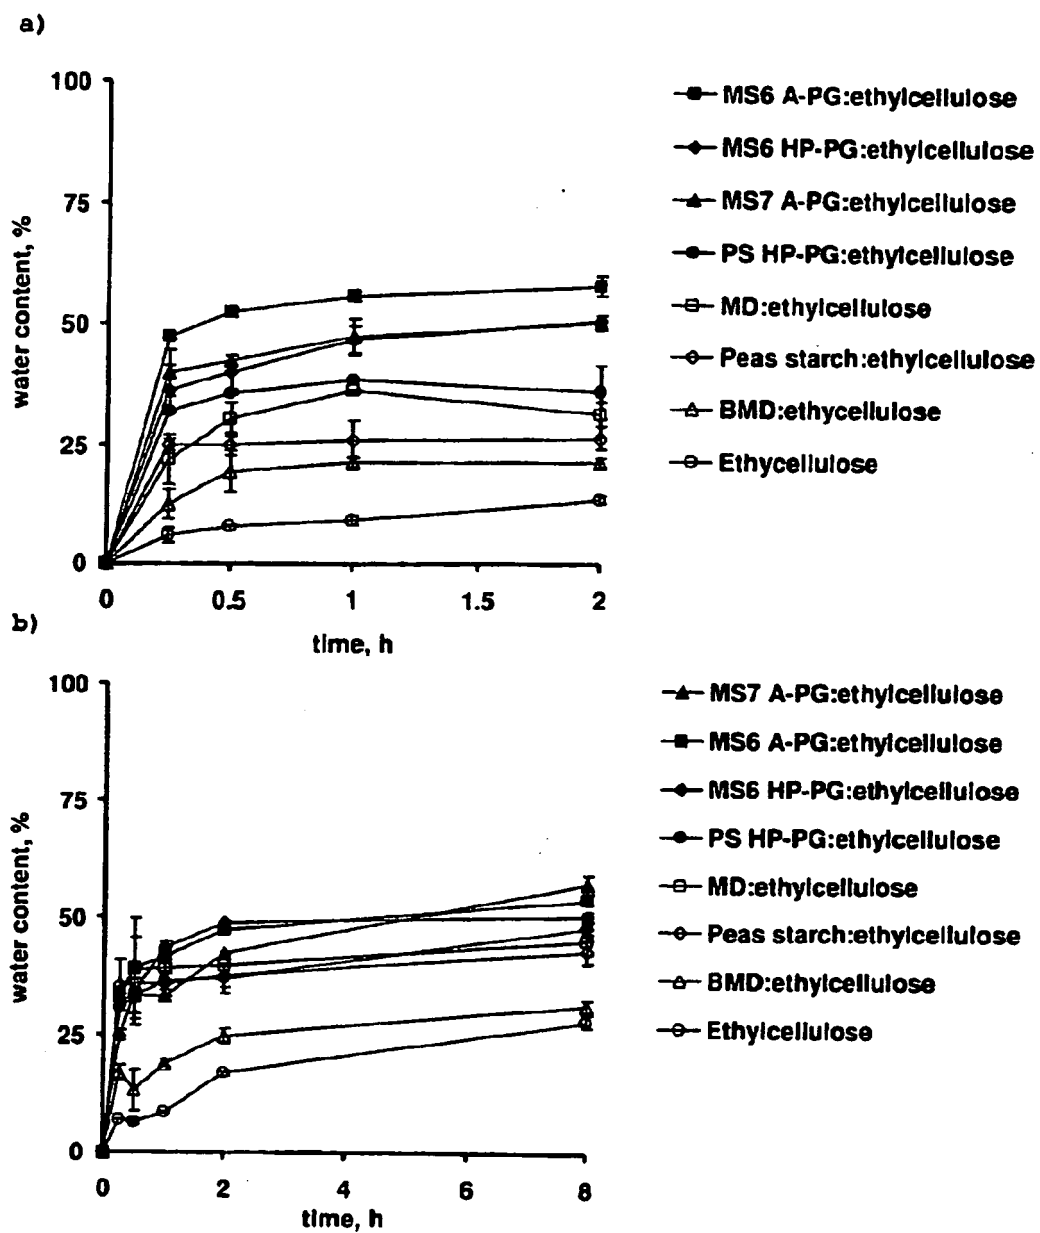 a)
100
75
50
25
0
water content, %
0 0.5 1 1.5 2
time, h
MS6 A-PG:ethylcellulose
MS6 HP-PG:ethylcellulose
MS7 A-PG:ethylcellulose
PS HP-PG:ethylcellulose
MD:ethylcellulose
Peas starch:ethylcellulose
BMD:ethycellulose
Ethycellulose
b)
100
75
50
25
0
water content, %
0 2 4 6 8
time, h
MS7 A-PG:ethylcellulose
MS6 A-PG:ethylcellulose
MS6 HP-PG:ethylcellulose
PS HP-PG:ethylcellulose
MD:ethylcellulose
Peas starch:ethylcellulose
BMD:ethylcellulose
Ethylcellulose